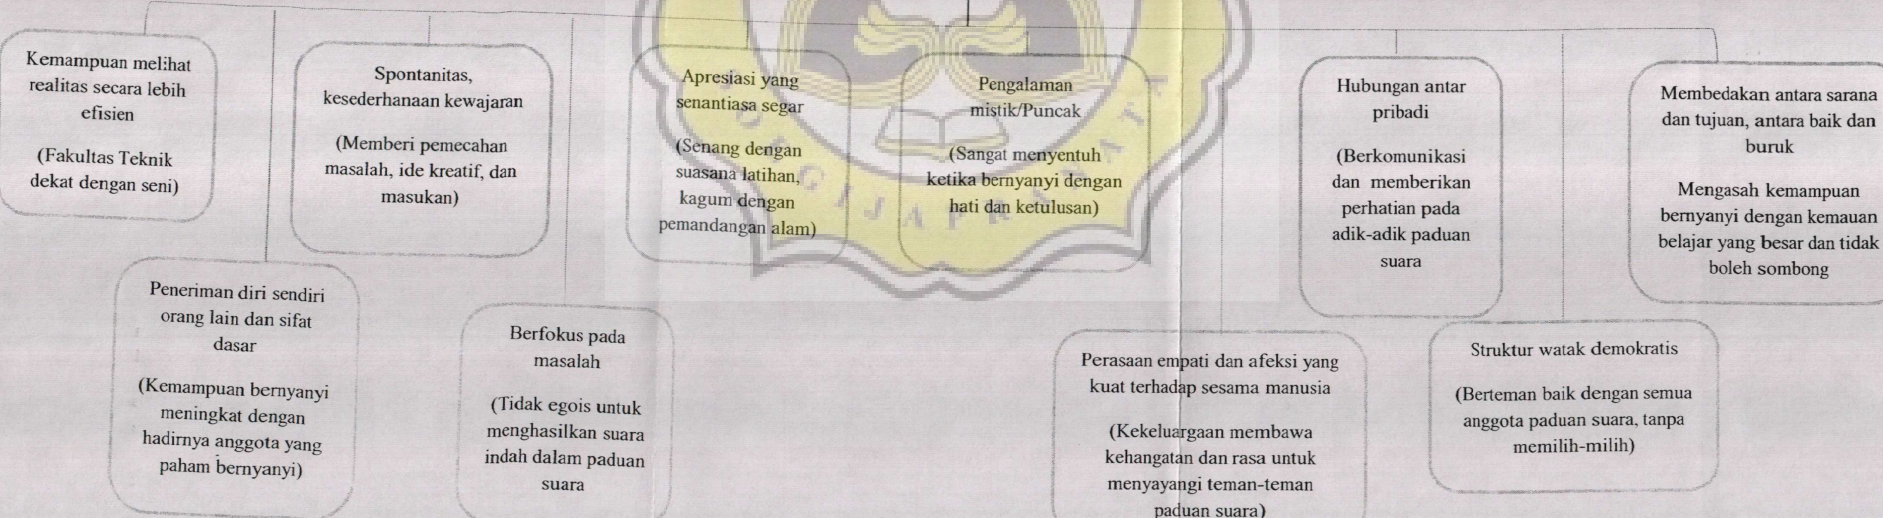 Kemampuan melihat
realitas secara lebih
efisien
(Fakultas Teknik
dekat dengan seni)
Spontanitas,
kesederhanaan kewajaran
(Memberi pemecahan
masalah, ide kreatif, dan
masukan)
Apresiasi yang
senantiasa segar
(Senang dengan
suasana latihan,
kagum dengan
pemandangan alam)
Pengalaman
mistik/Puncak
(Sangat menyentuh
ketika bernyanyi dengan
hati dan ketulusan)
Hubungan antar
pribadi
(Berkomunikasi
dan memberikan
perhatian pada
adik-adik paduan
suara
Membedakan antara sarana
dan tujuan, antara baik dan
buruk
Mengasah kemampuan
bernyanyi dengan kemauan
belajar yang besar dan tidak
boleh sombong
Peneriman diri sendiri
orang lain dan sifat
dasar
(Kemampuan bernyanyi
meningkat dengan
hadirnya anggota yang
paham bernyanyi)
Berfokus pada
masalah
(Tidak egois untuk
menghasilkan suara
indah dalam paduan
suara
Perasaan empati dan afeksi yang
kuat terhadap sesama manusia
(Kekeluargaan membawa
kehangatan dan rasa untuk
menyayangi teman-teman
paduan suara)
Struktur watak demokratis
(Berteman baik dengan semua
anggota paduan suara, tanpa
memilih-milih)